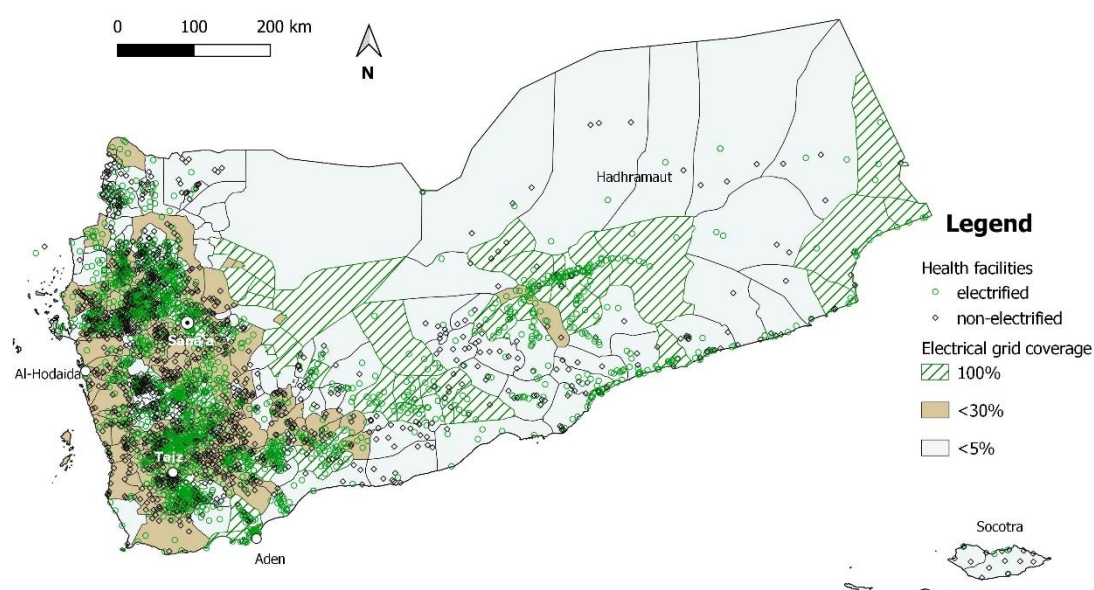 0 100 200 km
N
Hadhramaut
Legend
Health facilities
electrified
non-electrified
Sana'a
Electrical grid coverage
Al-Hodaida
100%
<30%
<5%
Taiz
Socotra
Aden